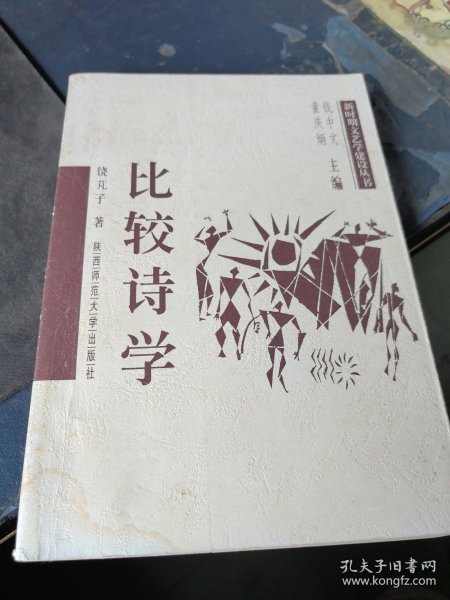 新时期文艺学建设丛书
钱中文
童庆炳
主编
比较诗学
饶芃子 著
陕西师范大学出版社
孔夫子旧书网
www.kongfz.com